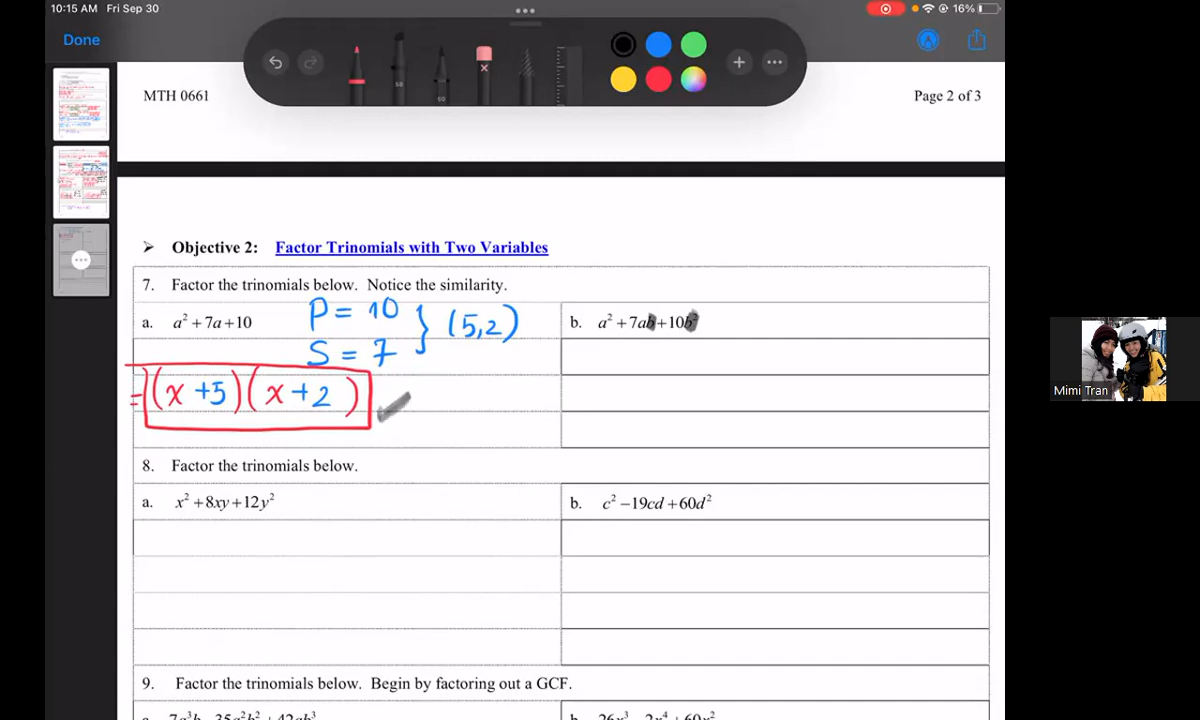 10:15 AM Fri Sep 30
16%
Done
50
60
MTH 0661
Page 2 of 3
➢ Objective 2: Factor Trinomials with Two Variables
7. Factor the trinomials below. Notice the similarity.
a. a² + 7a + 10
P = 10
S = 7
} (5,2)
b. a² + 7ab + 10b²
= (x + 5)(x + 2)
8. Factor the trinomials below.
a. x² + 8xy + 12y²
b. c² − 19cd + 60d²
9. Factor the trinomials below. Begin by factoring out a GCF.
Mimi Tran